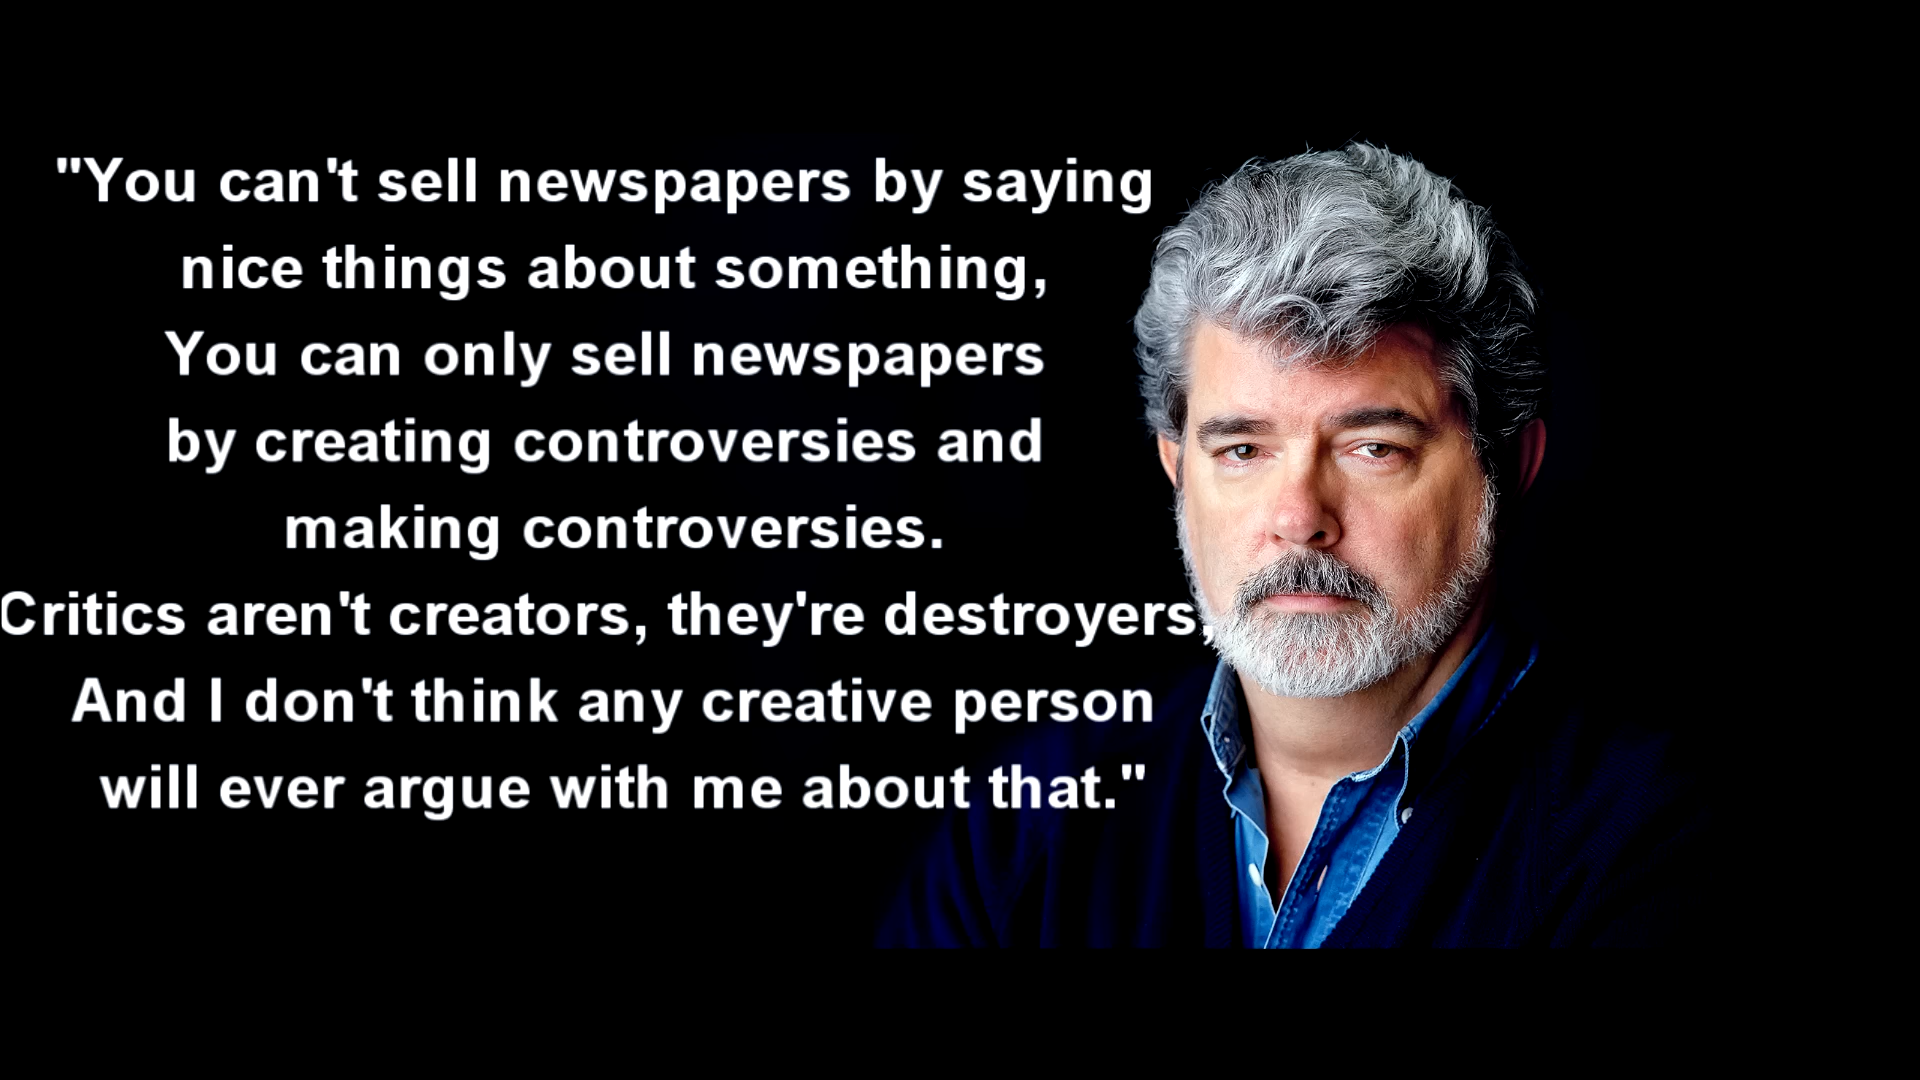 "You can't sell newspapers by saying
nice things about something,
You can only sell newspapers
by creating controversies and
making controversies.
Critics aren't creators, they're destroyers,
And I don't think any creative person
will ever argue with me about that."